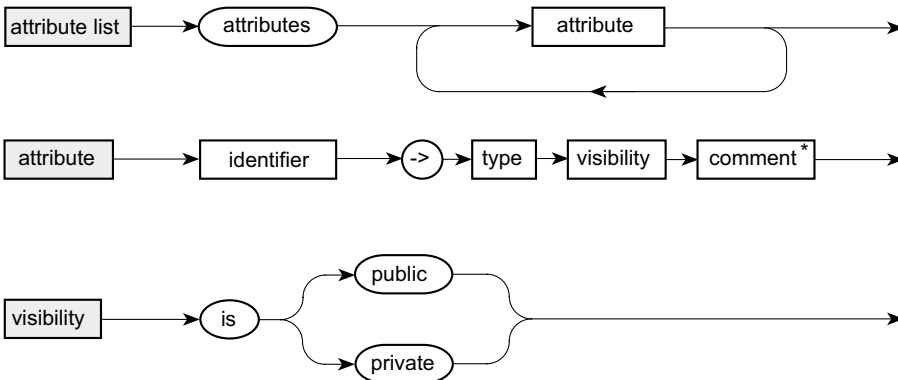 attribute list attributes attribute
attribute identifier -> type visibility comment *
public
visibility is
private